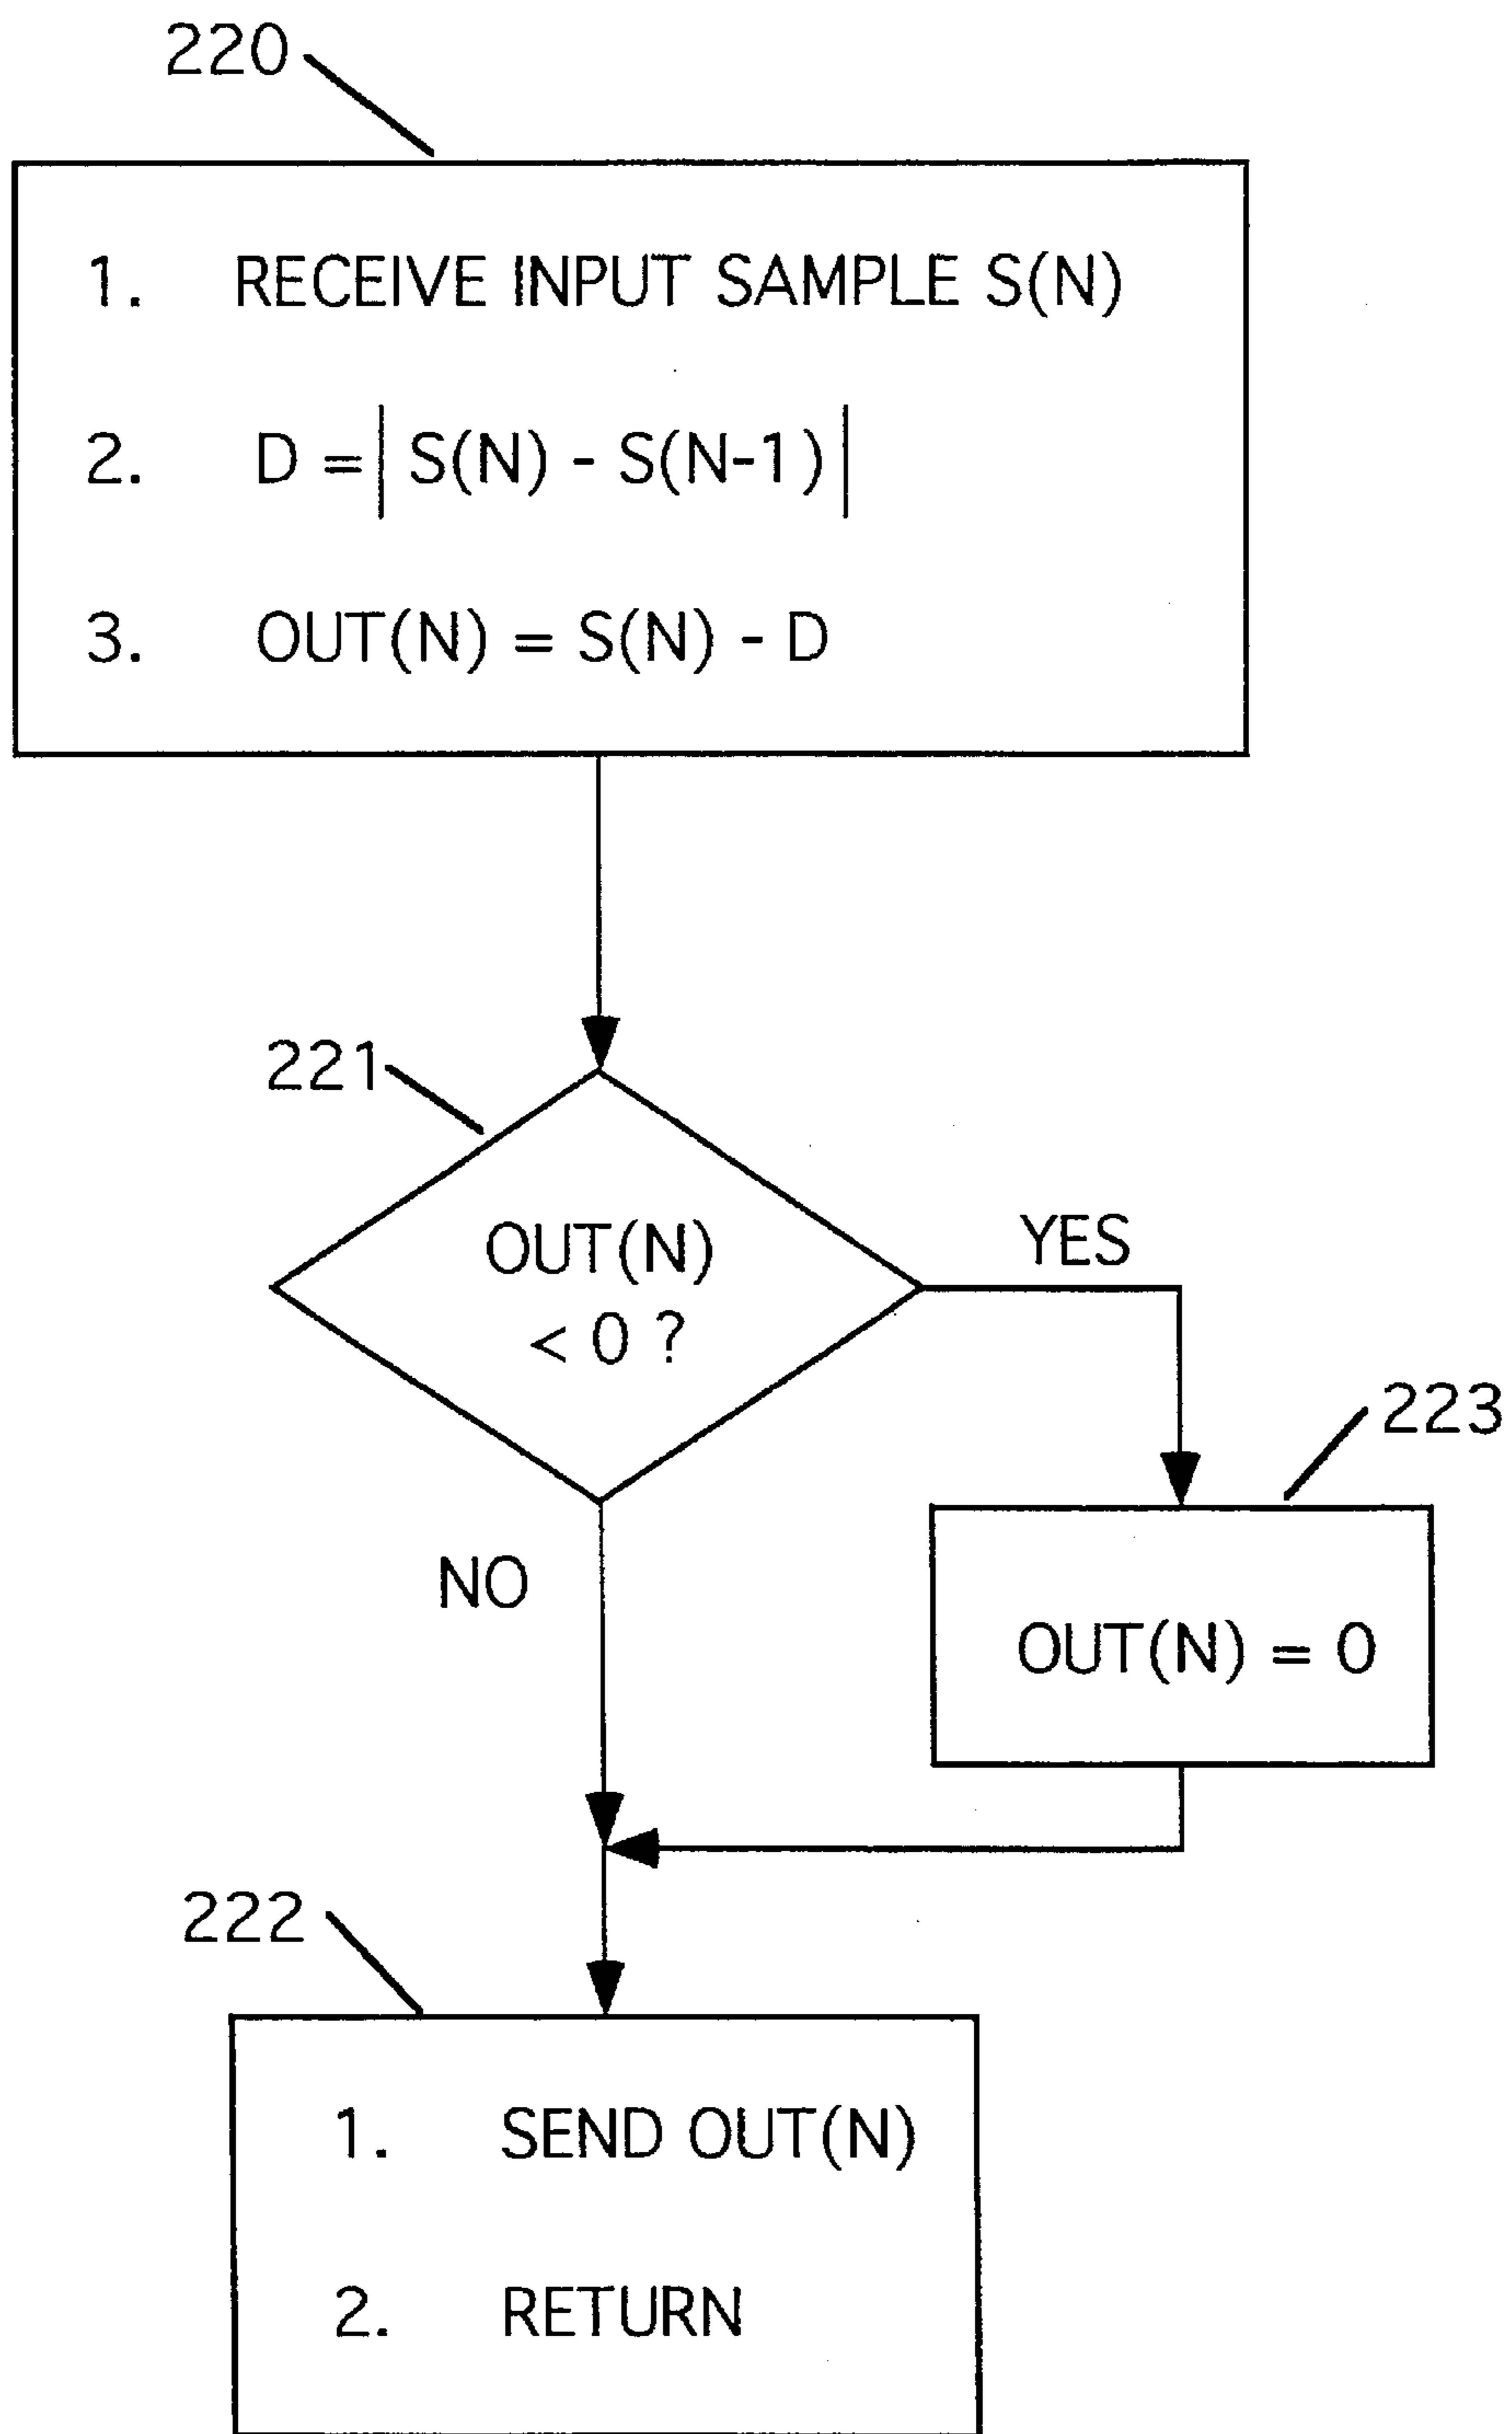 220
1. RECEIVE INPUT SAMPLE S(N)
2. D = | S(N) - S(N-1) |
3. OUT(N) = S(N) - D
221
OUT(N)
< 0 ?
YES
223
NO
OUT(N) = 0
222
1. SEND OUT(N)
2. RETURN